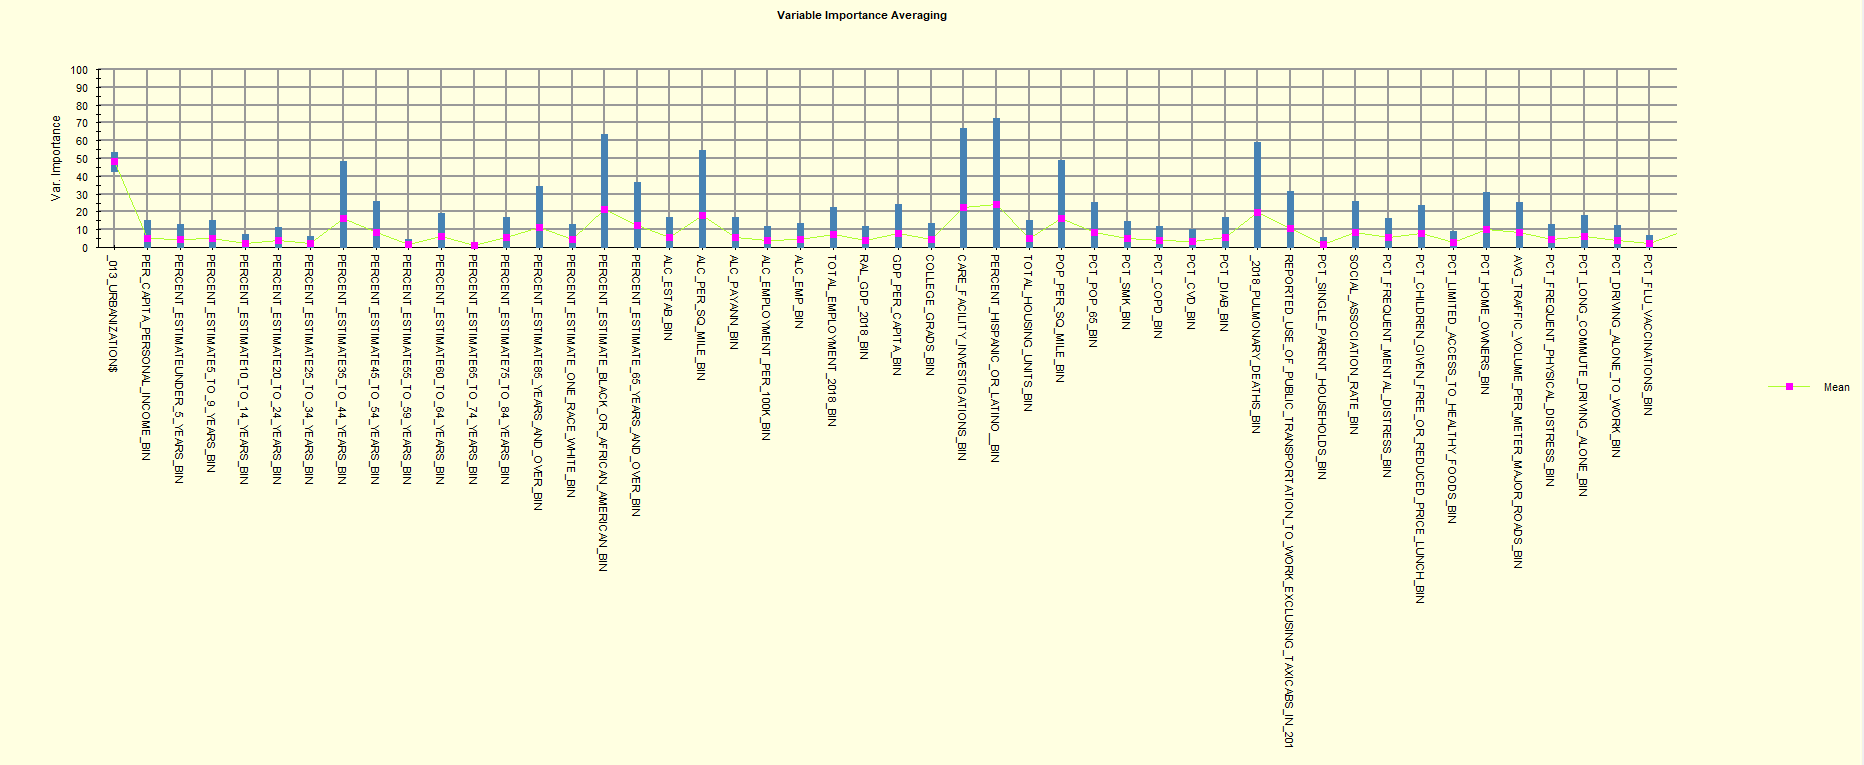 Variable Importance Averaging
Var. Importance
100
90
80
70
60
50
40
30
20
10
0
_013_URBANIZATION$
PER_CAPITA_PERSONAL_INCOME_BIN
PERCENT_ESTIMATEUNDER_5_YEARS_BIN
PERCENT_ESTIMATE5_TO_9_YEARS_BIN
PERCENT_ESTIMATE10_TO_14_YEARS_BIN
PERCENT_ESTIMATE20_TO_24_YEARS_BIN
PERCENT_ESTIMATE25_TO_34_YEARS_BIN
PERCENT_ESTIMATE35_TO_44_YEARS_BIN
PERCENT_ESTIMATE45_TO_54_YEARS_BIN
PERCENT_ESTIMATE55_TO_59_YEARS_BIN
PERCENT_ESTIMATE60_TO_64_YEARS_BIN
PERCENT_ESTIMATE65_TO_74_YEARS_BIN
PERCENT_ESTIMATE75_TO_84_YEARS_BIN
PERCENT_ESTIMATE85_YEARS_AND_OVER_BIN
PERCENT_ESTIMATE_ONE_RACE_WHITE_BIN
PERCENT_ESTIMATE_BLACK_OR_AFRICAN_AMERICAN_BIN
PERCENT_ESTIMATE_65_YEARS_AND_OVER_BIN
ALC_ESTAB_BIN
ALC_PER_SQ_MILE_BIN
ALC_PAYANN_BIN
ALC_EMPLOYMENT_PER_100K_BIN
ALC_EMP_BIN
TOTAL_EMPLOYMENT_2018_BIN
RAL_GDP_2018_BIN
GDP_PER_CAPITA_BIN
COLLEGE_GRADS_BIN
CARE_FACILITY_INVESTIGATIONS_BIN
PERCENT_HISPANIC_OR_LATINO__BIN
TOTAL_HOUSING_UNITS_BIN
POP_PER_SQ_MILE_BIN
PCT_POP_65_BIN
PCT_SMK_BIN
PCT_COPD_BIN
PCT_CVD_BIN
PCT_DIAB_BIN
_2018_PULMONARY_DEATHS_BIN
REPORTED_USE_OF_PUBLIC_TRANSPORTATION_TO_WORK_EXCLUSING_TAXICABS_IN_201
PCT_SINGLE_PARENT_HOUSEHOLDS_BIN
SOCIAL_ASSOCIATION_RATE_BIN
PCT_FREQUENT_MENTAL_DISTRESS_BIN
PCT_CHILDREN_GIVEN_FREE_OR_REDUCED_PRICE_LUNCH_BIN
PCT_LIMITED_ACCESS_TO_HEALTHY_FOODS_BIN
PCT_HOME_OWNERS_BIN
AVG_TRAFFIC_VOLUME_PER_METER_MAJOR_ROADS_BIN
PCT_FREQUENT_PHYSICAL_DISTRESS_BIN
PCT_LONG_COMMUTE_DRIVING_ALONE_BIN
PCT_DRIVING_ALONE_TO_WORK_BIN
PCT_FLU_VACCINATIONS_BIN
Mean